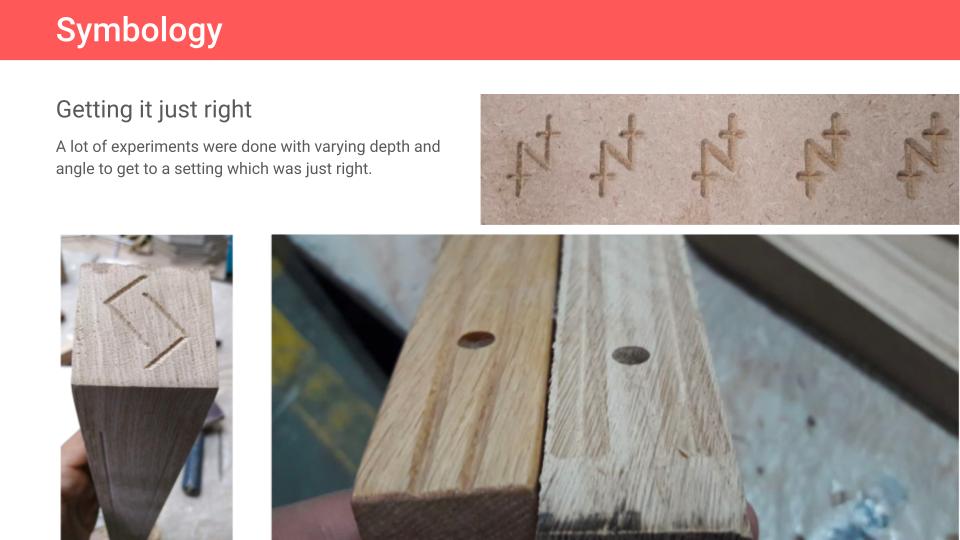 Symbology
Getting it just right
A lot of experiments were done with varying depth and
angle to get to a setting which was just right.